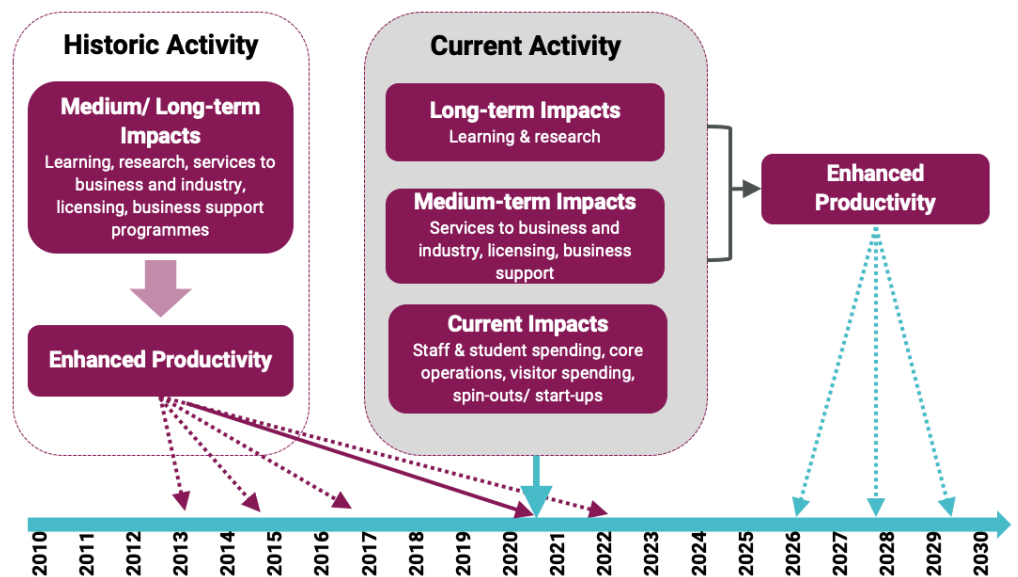 Historic Activity
Medium/ Long-term
Impacts
Learning, research, services to
business and industry,
licensing, business support
programmes
Enhanced Productivity
Current Activity
Long-term Impacts
Learning & research
Medium-term Impacts
Services to business and
industry, licensing, business
support
Current Impacts
Staff & student spending, core
operations, visitor spending,
spin-outs/ start-ups
Enhanced
Productivity
2010
2011
2012
2013
2014
2015
2016
2017
2018
2019
2020
2021
2022
2023
2024
2025
2026
2027
2028
2029
2030